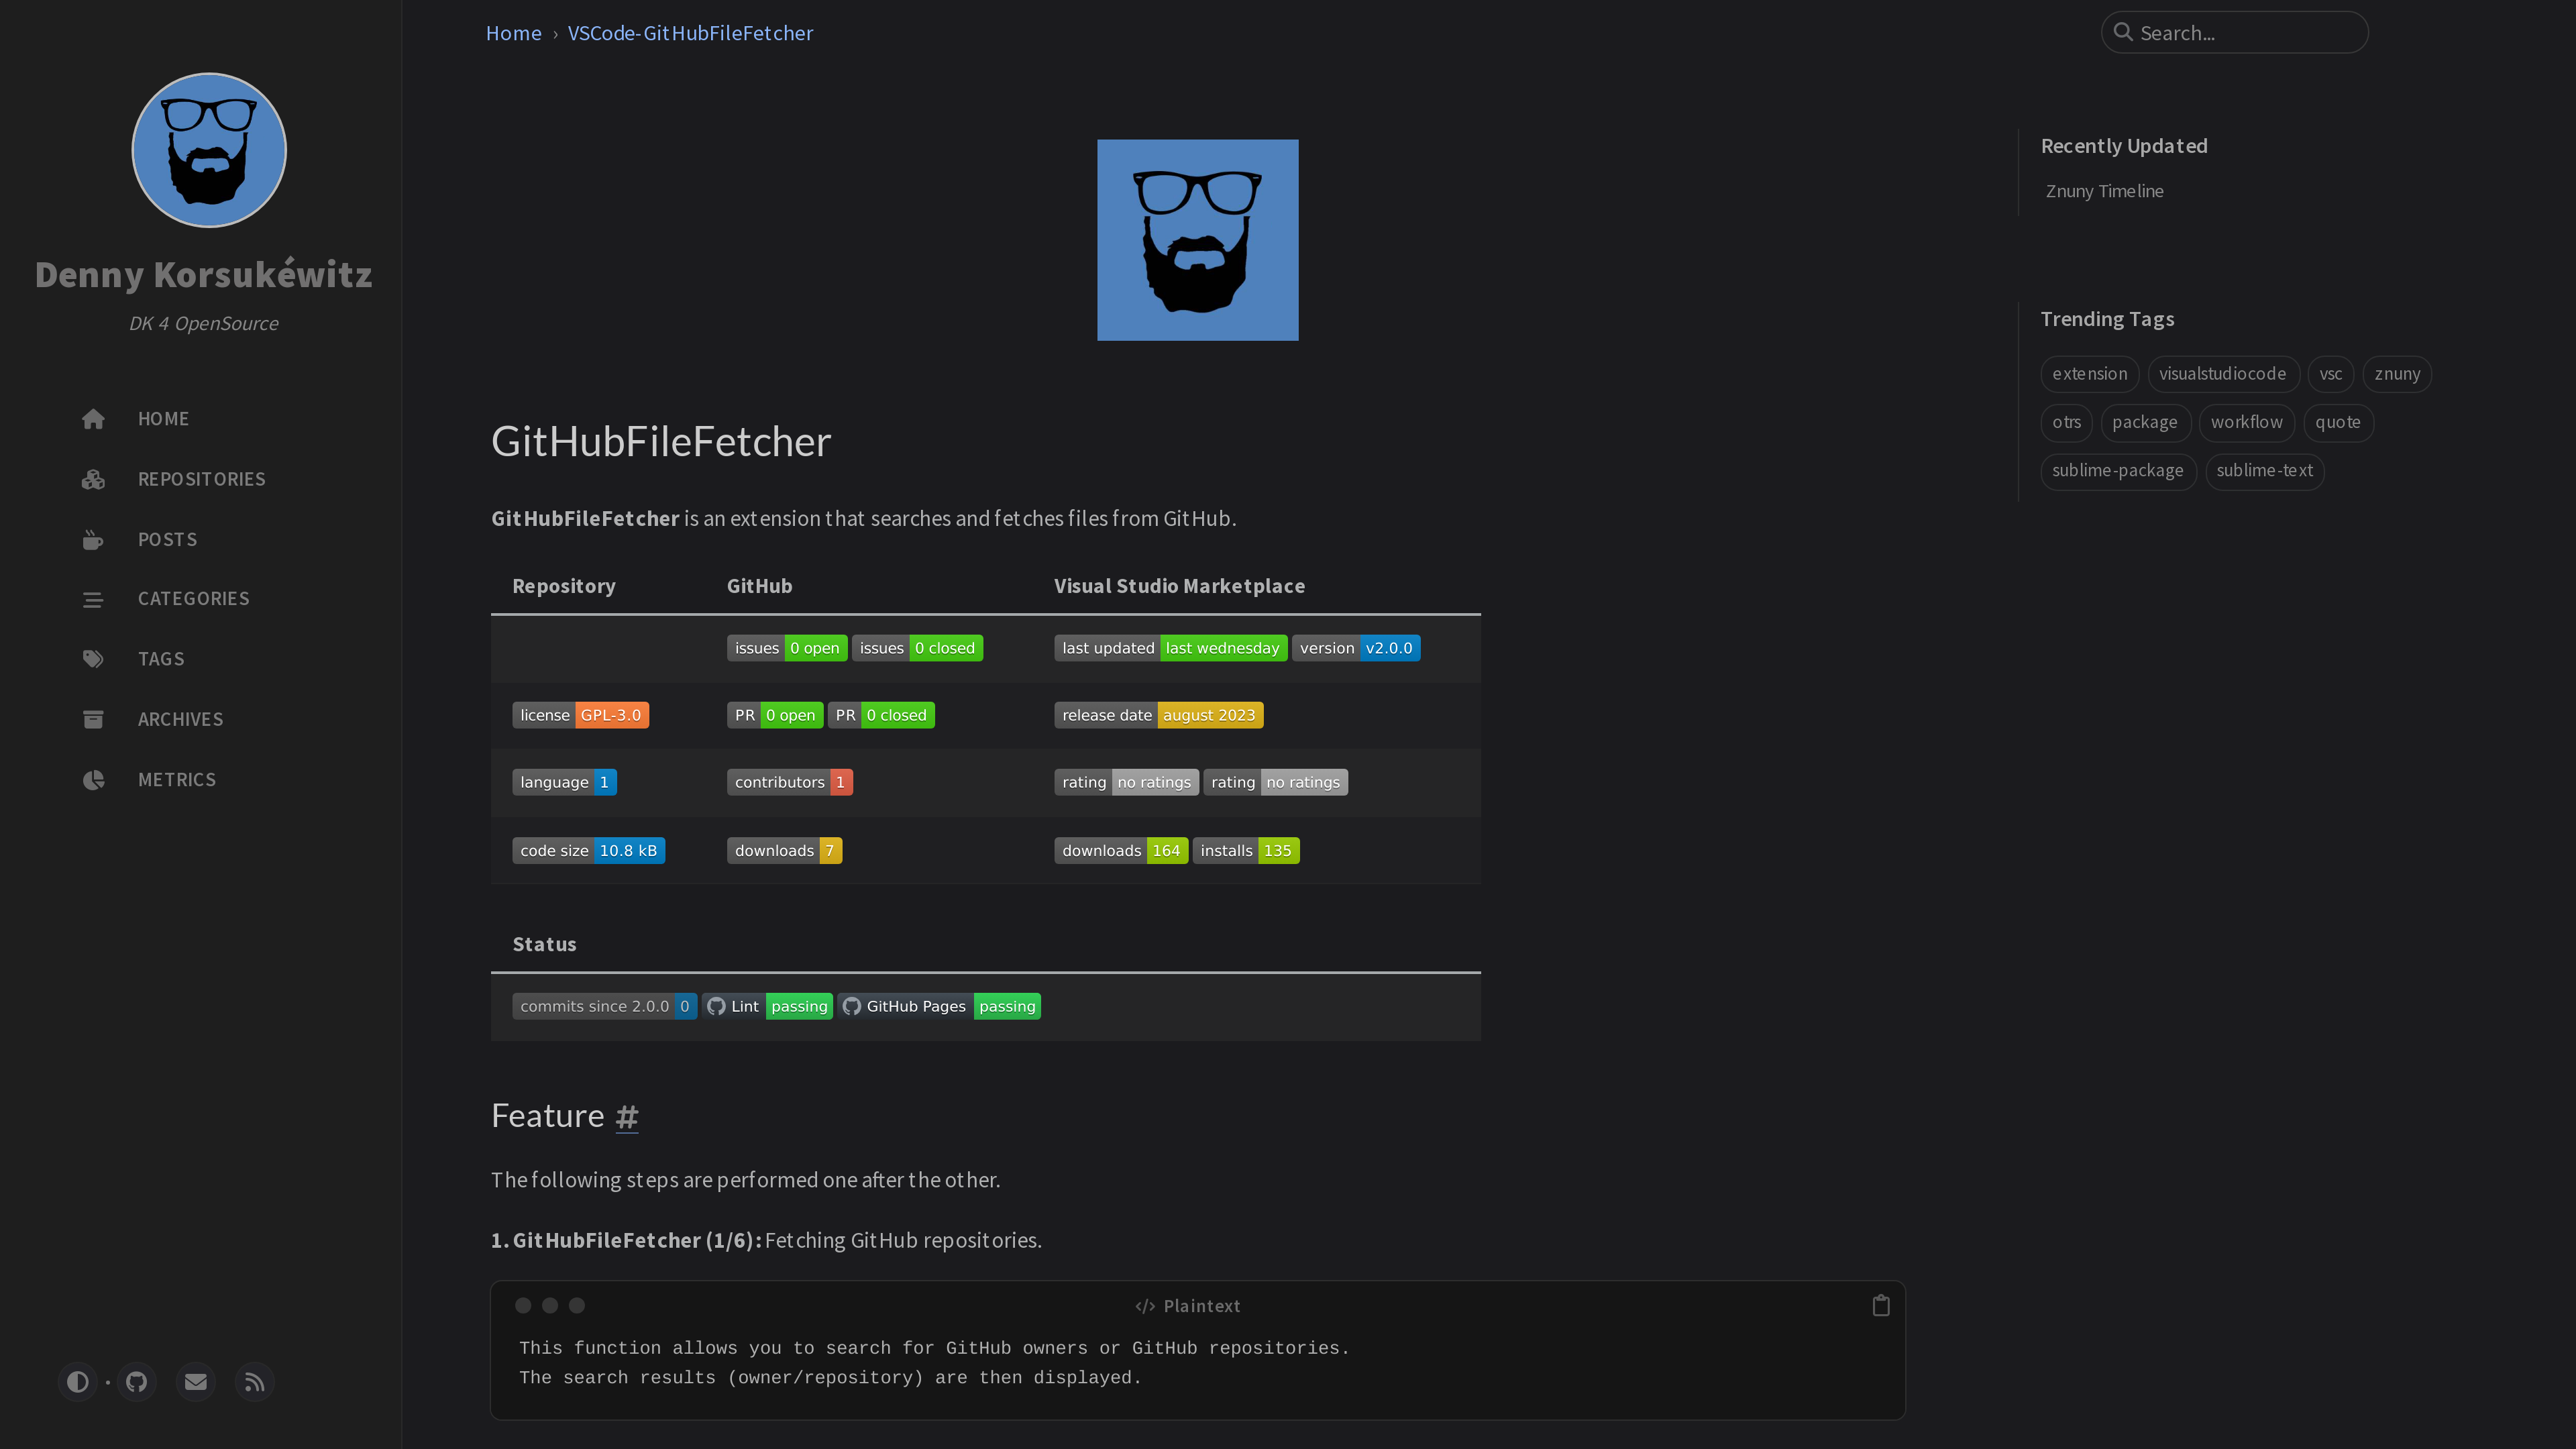 Home › VSCode-GitHubFileFetcher
Search...
Denny Korsukéwitz
DK 4 OpenSource
HOME
REPOSITORIES
POSTS
CATEGORIES
TAGS
ARCHIVES
METRICS
GitHubFileFetcher
GitHubFileFetcher is an extension that searches and fetches files from GitHub.
Repository GitHub Visual Studio Marketplace
issues 0 open issues 0 closed last updated last wednesday version v2.0.0
license GPL-3.0 PR 0 open PR 0 closed release date august 2023
language 1 contributors 1 rating no ratings rating no ratings
code size 10.8 kB downloads 7 downloads 164 installs 135
Status
commits since 2.0.0 0 Lint passing GitHub Pages passing
Feature #
The following steps are performed one after the other.
1. GitHubFileFetcher (1/6): Fetching GitHub repositories.
Plaintext
This function allows you to search for GitHub owners or GitHub repositories.
The search results (owner/repository) are then displayed.
Recently Updated
Znuny Timeline
Trending Tags
extension visualstudiocode vsc znuny
otrs package workflow quote
sublime-package sublime-text